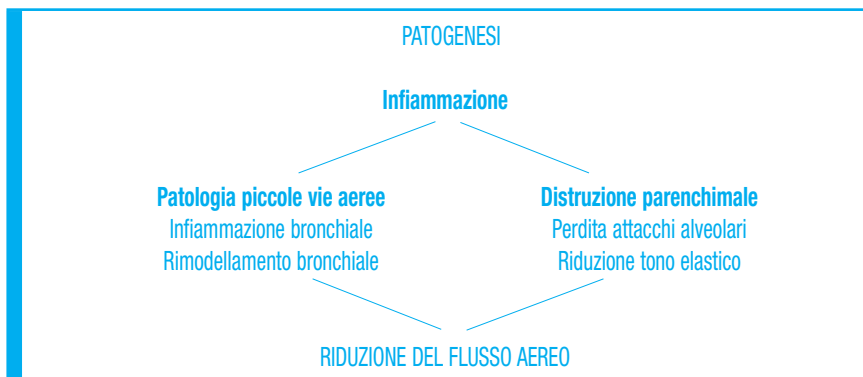 PATOGENESI
Infiammazione
Patologia piccole vie aeree
Infiammazione bronchiale
Rimodellamento bronchiale
Distruzione parenchimale
Perdita attacchi alveolari
Riduzione tono elastico
RIDUZIONE DEL FLUSSO AEREO